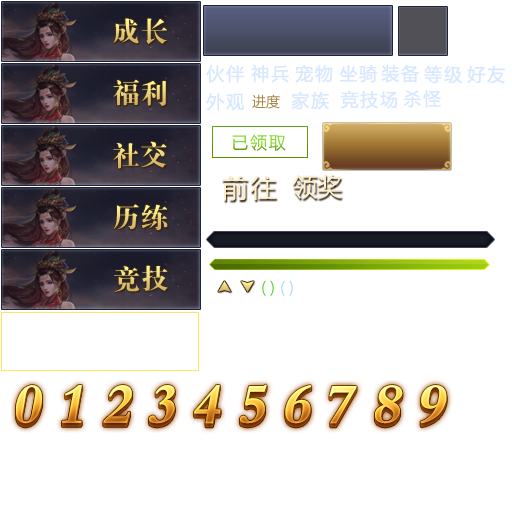 成长
福利
社交
历练
竞技
伙伴 神兵 宠物 坐骑 装备 等级 好友
外观 进度 家族 竞技场 杀怪
已领取
前往 领奖
( ) ( )
0 1 2 3 4 5 6 7 8 9